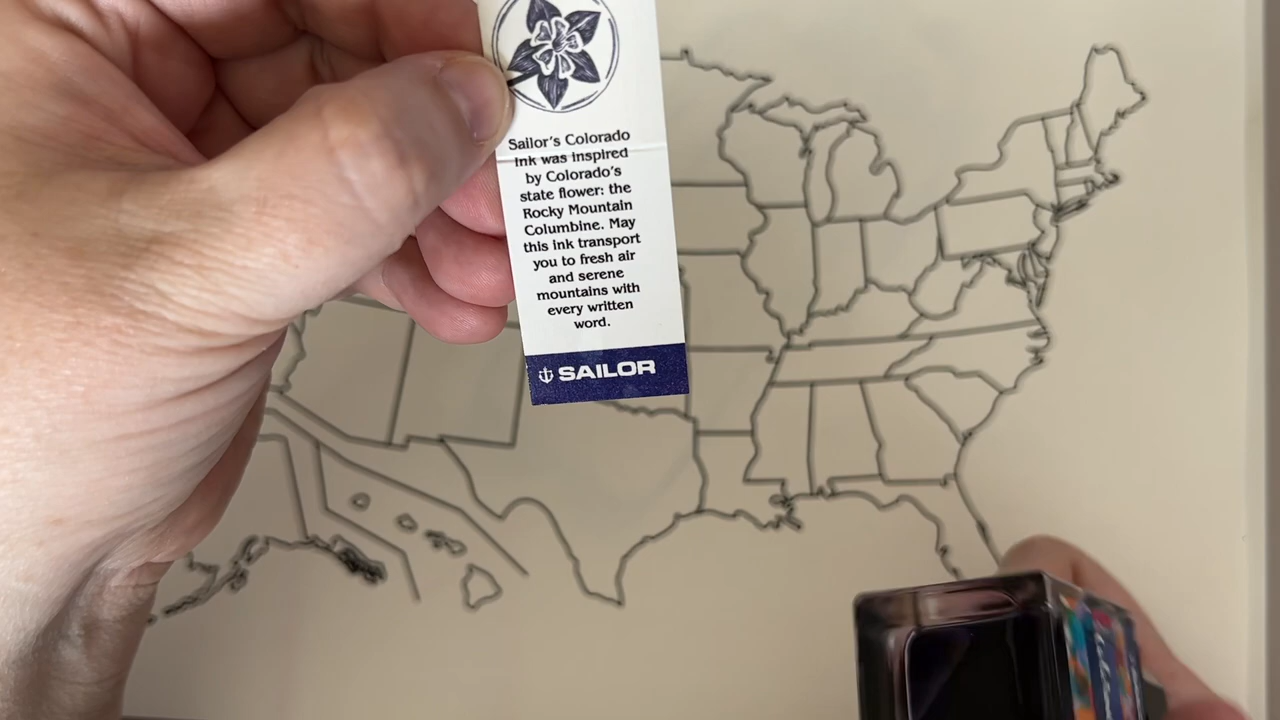 Sailor's Colorado
Ink was inspired
by Colorado's
state flower: the
Rocky Mountain
Columbine. May
this ink transport
you to fresh air
and serene
mountains with
every written
word.
SAILOR